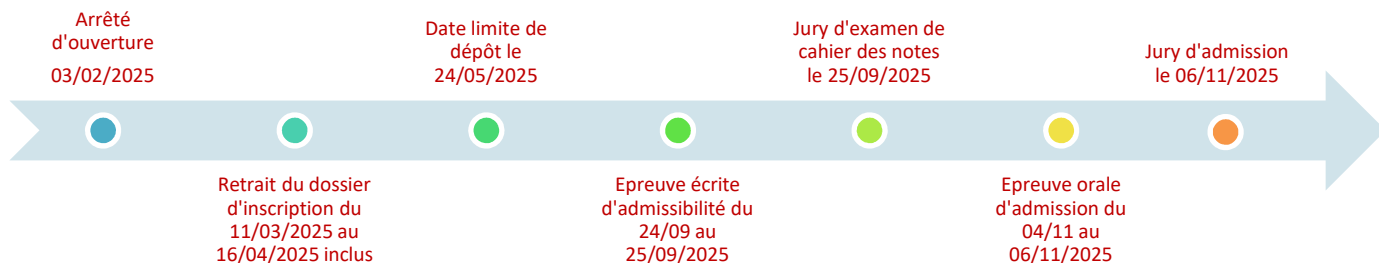 Arrêté
d'ouverture
03/02/2025
Retrait du dossier
d'inscription du
11/03/2025 au
16/04/2025 inclus
Date limite de
dépôt le
24/05/2025
Epreuve écrite
d'admissibilité du
24/09 au
25/09/2025
Jury d'examen de
cahier des notes
le 25/09/2025
Epreuve orale
d'admission du
04/11 au
06/11/2025
Jury d'admission
le 06/11/2025